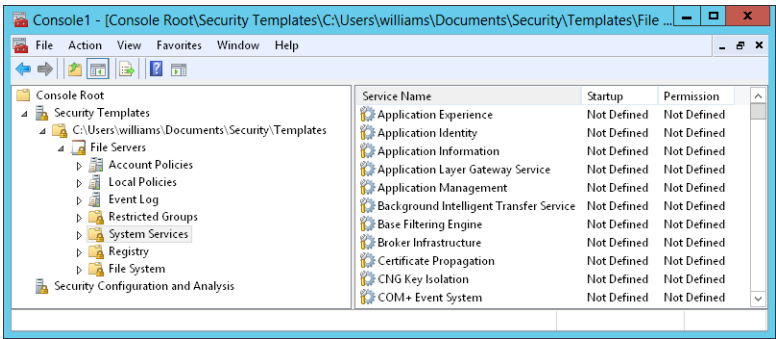 Console1 - [Console Root\Security Templates\C:\Users\williams\Documents\Security\Templates\File ...
File Action View Favorites Window Help
Console Root
Security Templates
C:\Users\williams\Documents\Security\Templates
File Servers
Account Policies
Local Policies
Event Log
Restricted Groups
System Services
Registry
File System
Security Configuration and Analysis
Service Name Startup Permission
Application Experience Not Defined Not Defined
Application Identity Not Defined Not Defined
Application Information Not Defined Not Defined
Application Layer Gateway Service Not Defined Not Defined
Application Management Not Defined Not Defined
Background Intelligent Transfer Service Not Defined Not Defined
Base Filtering Engine Not Defined Not Defined
Broker Infrastructure Not Defined Not Defined
Certificate Propagation Not Defined Not Defined
CNG Key Isolation Not Defined Not Defined
COM+ Event System Not Defined Not Defined